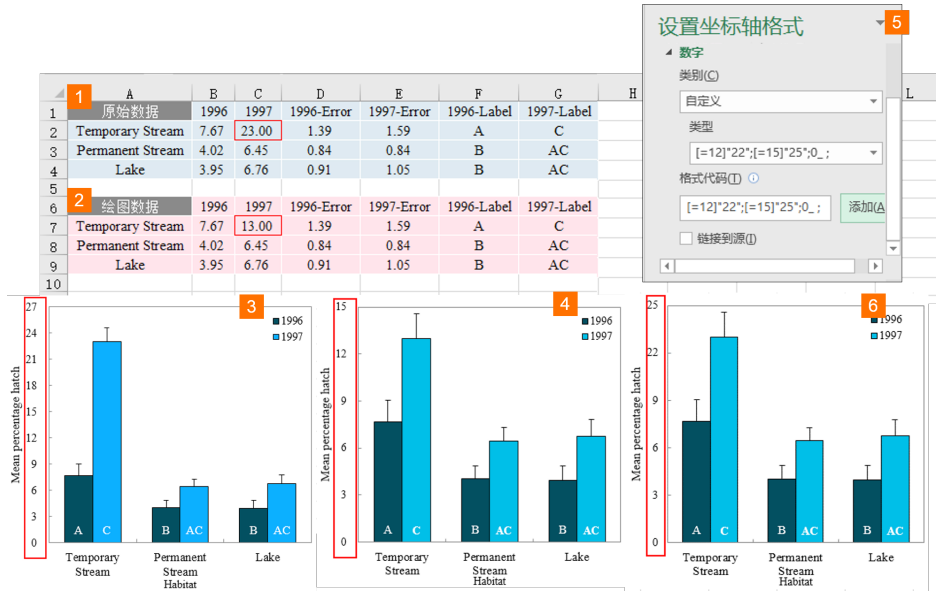 设置坐标轴格式
5
数字
类别(C)
自定义
类型
[=12]"22";[=15]"25";0_ ;
格式代码(T)
[=12]"22";[=15]"25";0_ ;
添加(A
链接到源(I)
1
A B C D E F G H L
1 原始数据 1996 1997 1996-Error 1997-Error 1996-Label 1997-Label
2 Temporary Stream 7.67 23.00 1.39 1.59 A C
3 Permanent Stream 4.02 6.45 0.84 0.84 B AC
4 Lake 3.95 6.76 0.91 1.05 B AC
5
2
6 绘图数据 1996 1997 1996-Error 1997-Error 1996-Label 1997-Label
7 Temporary Stream 7.67 13.00 1.39 1.59 A C
8 Permanent Stream 4.02 6.45 0.84 0.84 B AC
9 Lake 3.95 6.76 0.91 1.05 B AC
10
3
27
24
21
18
15
12
9
6
3
0
Mean percentage hatch
1996
1997
A C B AC B AC
Temporary Stream
Permanent Stream
Lake
Habitat
4
15
12
9
6
3
0
Mean percentage hatch
1996
1997
A C B AC B AC
Temporary Stream
Permanent Stream
Lake
Habitat
6
25
22
9
6
3
0
Mean percentage hatch
1996
1997
A C B AC B AC
Temporary Stream
Permanent Stream
Lake
Habitat